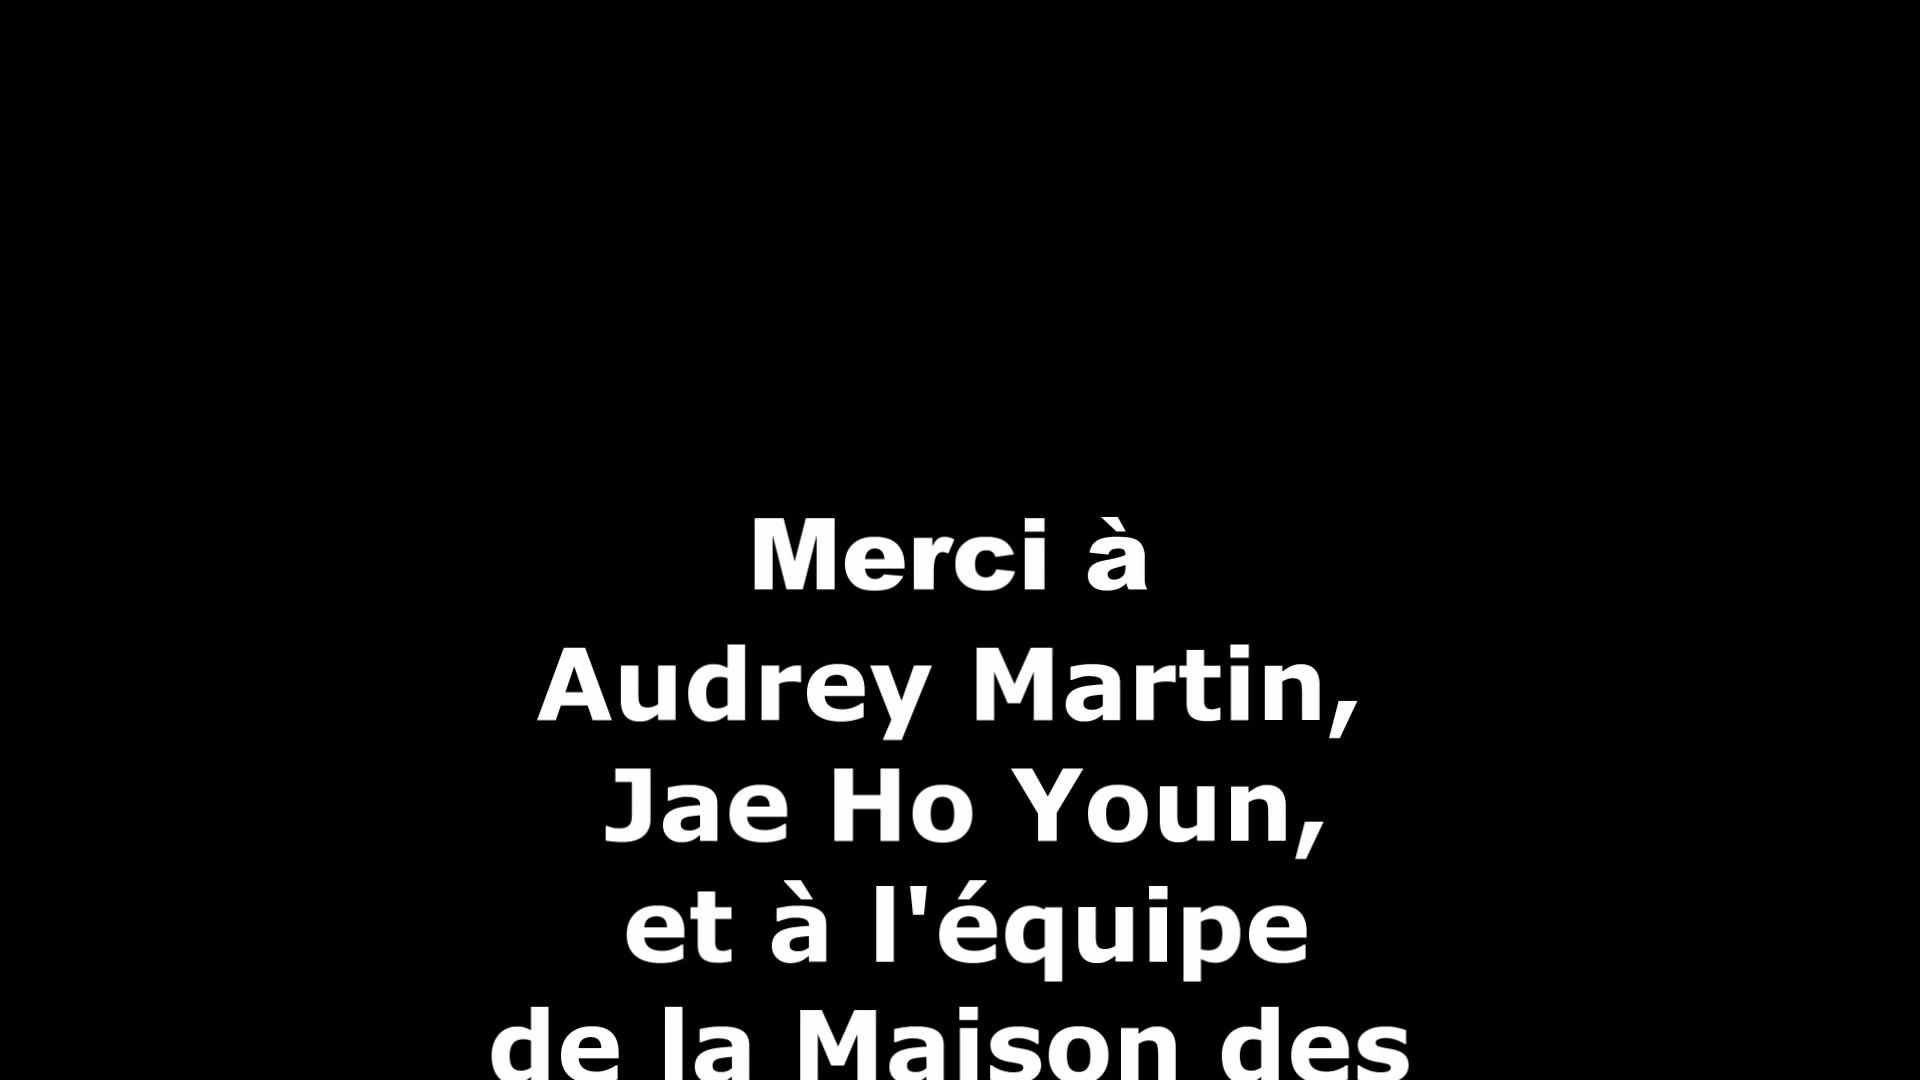 Merci à
Audrey Martin,
Jae Ho Youn,
et à l'équipe
de la Maison des